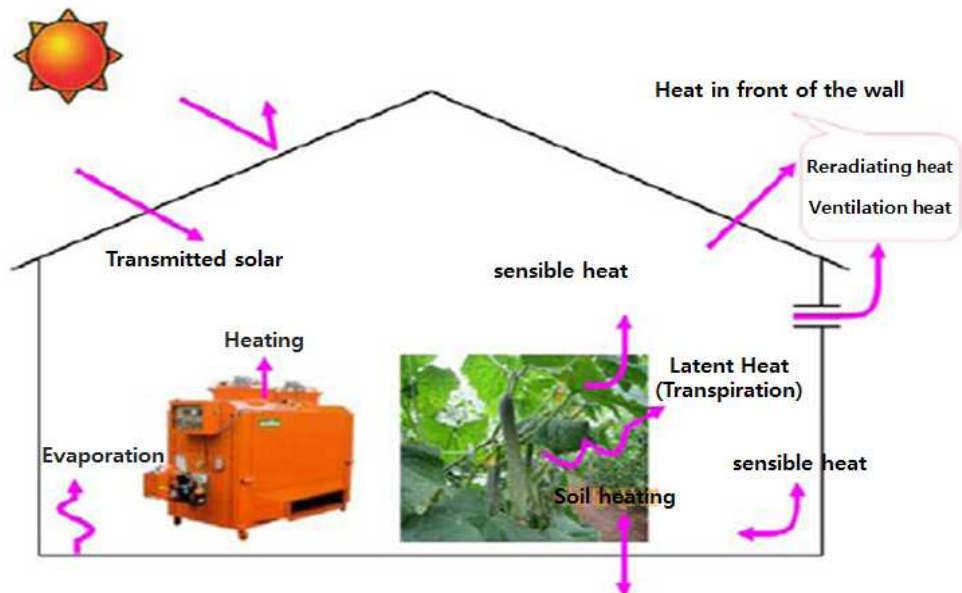 Heat in front of the wall
Reradiating heat
Ventilation heat
Transmitted solar
sensible heat
Heating
Latent Heat
(Transpiration)
Evaporation
sensible heat
Soil heating